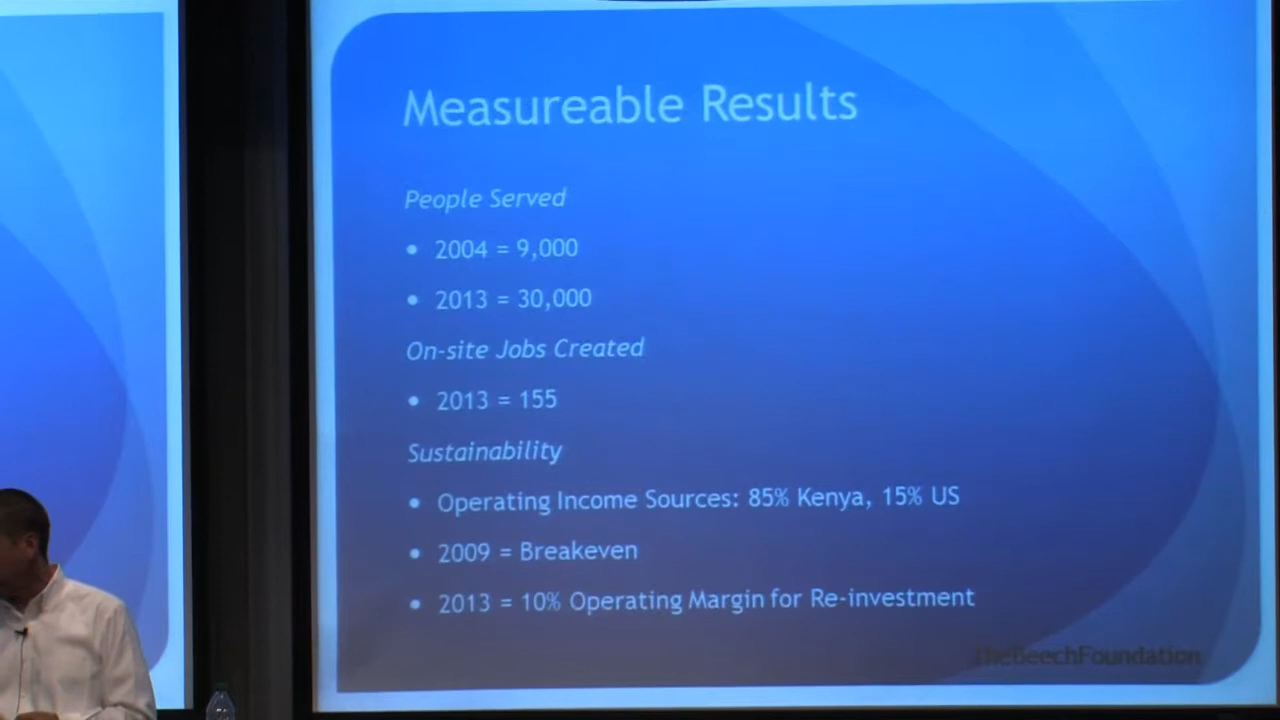 Measureable Results
People Served
• 2004 = 9,000
• 2013 = 30,000
On-site Jobs Created
• 2013 = 155
Sustainability
• Operating Income Sources: 85% Kenya, 15% US
• 2009 = Breakeven
• 2013 = 10% Operating Margin for Re-investment
TheBeechFoundation